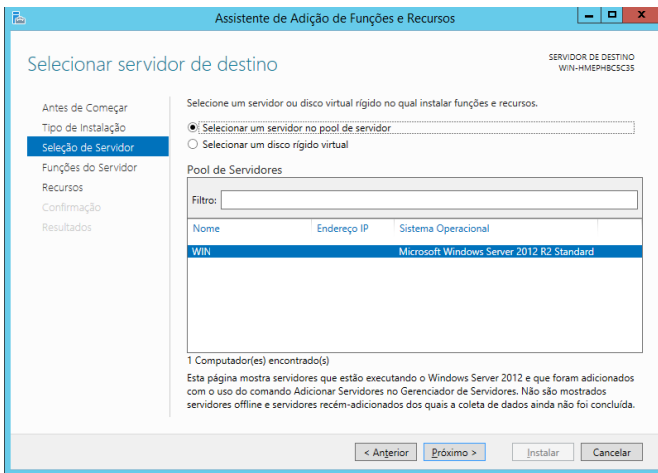 Assistente de Adição de Funções e Recursos
Selecionar servidor de destino
SERVIDOR DE DESTINO
WIN-HMEPHBC5C35
Antes de Começar
Tipo de Instalação
Seleção de Servidor
Funções do Servidor
Recursos
Confirmação
Resultados
Selecione um servidor ou disco virtual rígido no qual instalar funções e recursos.
Selecionar um servidor no pool de servidor
Selecionar um disco rígido virtual
Pool de Servidores
Filtro:
Nome Endereço IP Sistema Operacional
WIN Microsoft Windows Server 2012 R2 Standard
1 Computador(es) encontrado(s)
Esta página mostra servidores que estão executando o Windows Server 2012 e que foram adicionados
com o uso do comando Adicionar Servidores no Gerenciador de Servidores. Não são mostrados
servidores offline e servidores recém-adicionados dos quais a coleta de dados ainda não foi concluída.
< Anterior Próximo > Instalar Cancelar